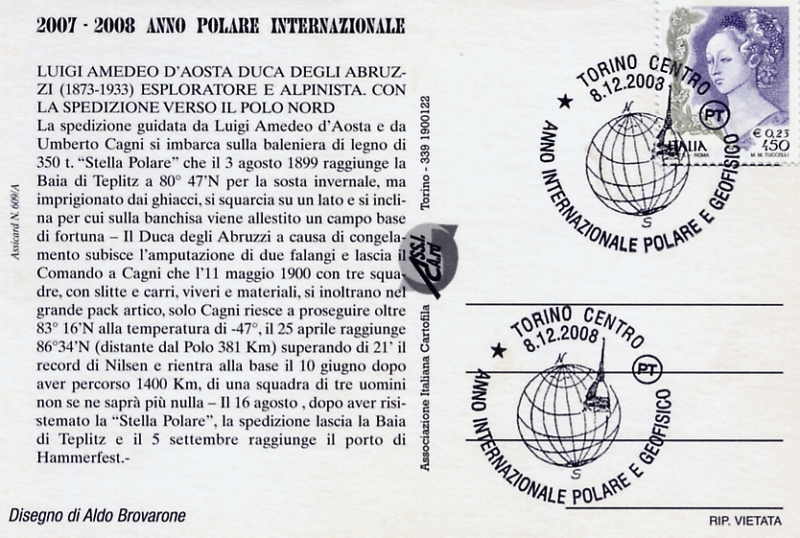 2007 - 2008 ANNO POLARE INTERNAZIONALE
LUIGI AMEDEO D'AOSTA DUCA DEGLI ABRUZ-
ZI (1873-1933) ESPLORATORE E ALPINISTA. CON
LA SPEDIZIONE VERSO IL POLO NORD
La spedizione guidata da Luigi Amedeo d'Aosta e da
Umberto Cagni si imbarca sulla baleniera di legno di
350 t. "Stella Polare" che il 3 agosto 1899 raggiunge la
Baia di Teplitz a 80° 47'N per la sosta invernale, ma
imprigionato dai ghiacci, si squarcia su un lato e si incli-
na per cui sulla banchisa viene allestito un campo base
di fortuna – Il Duca degli Abruzzi a causa di congela-
mento subisce l'amputazione di due falangi e lascia il
Comando a Cagni che l'11 maggio 1900 con tre squa-
dre, con slitte e carri, viveri e materiali, si inoltrano nel
grande pack artico, solo Cagni riesce a proseguire oltre
83° 16'N alla temperatura di -47°, il 25 aprile raggiunge
86°34'N (distante dal Polo 381 Km) superando di 21' il
record di Nilsen e rientra alla base il 10 giugno dopo
aver percorso 1400 Km, di una squadra di tre uomini
non se ne saprà più nulla – Il 16 agosto , dopo aver risi-
stemato la "Stella Polare", la spedizione lascia la Baia
di Teplitz e il 5 settembre raggiunge il porto di
Hammerfest.-
Disegno di Aldo Brovarone
Assicard N. 609/A
Associazione Italiana Cartofila Torino - 339 1900122
ASS.I.
CArd
TORINO CENTRO
8.12.2008
PT
ANNO INTERNAZIONALE POLARE E GEOFISICO
N
S
€ 0,23
ITALIA 450
ROMA M. M. TUCCELLI
TORINO CENTRO
8.12.2008
PT
ANNO INTERNAZIONALE POLARE E GEOFISICO
N
S
RIP. VIETATA